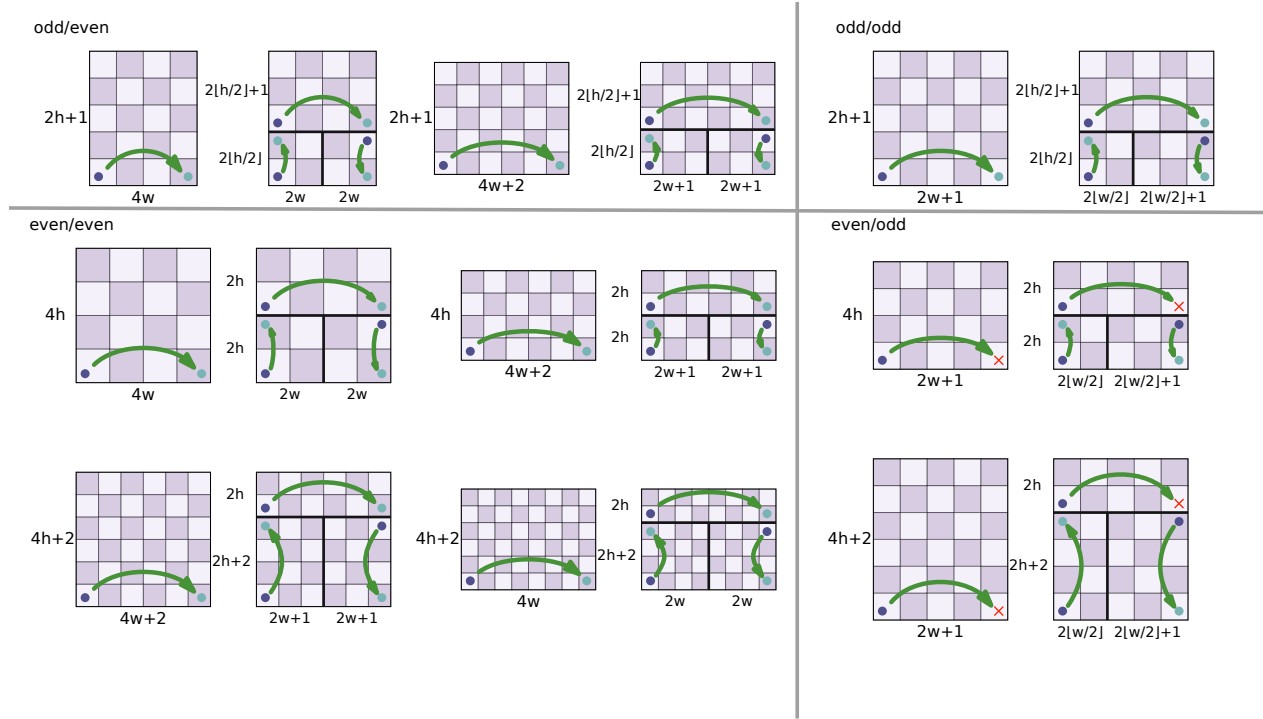 odd/even
2h+1
4w
2⌊h/2⌋+1
2⌊h/2⌋
2w
2w
2h+1
4w+2
2⌊h/2⌋+1
2⌊h/2⌋
2w+1
2w+1
odd/odd
2h+1
2w+1
2⌊h/2⌋+1
2⌊h/2⌋
2⌊w/2⌋
2⌊w/2⌋+1
even/even
4h
4w
2h
2h
2w
2w
4h
4w+2
2h
2h
2w+1
2w+1
4h+2
4w+2
2h
2h+2
2w+1
2w+1
4h+2
4w
2h
2h+2
2w
2w
even/odd
4h
2w+1
2h
2h
2⌊w/2⌋
2⌊w/2⌋+1
4h+2
2w+1
2h
2h+2
2⌊w/2⌋
2⌊w/2⌋+1